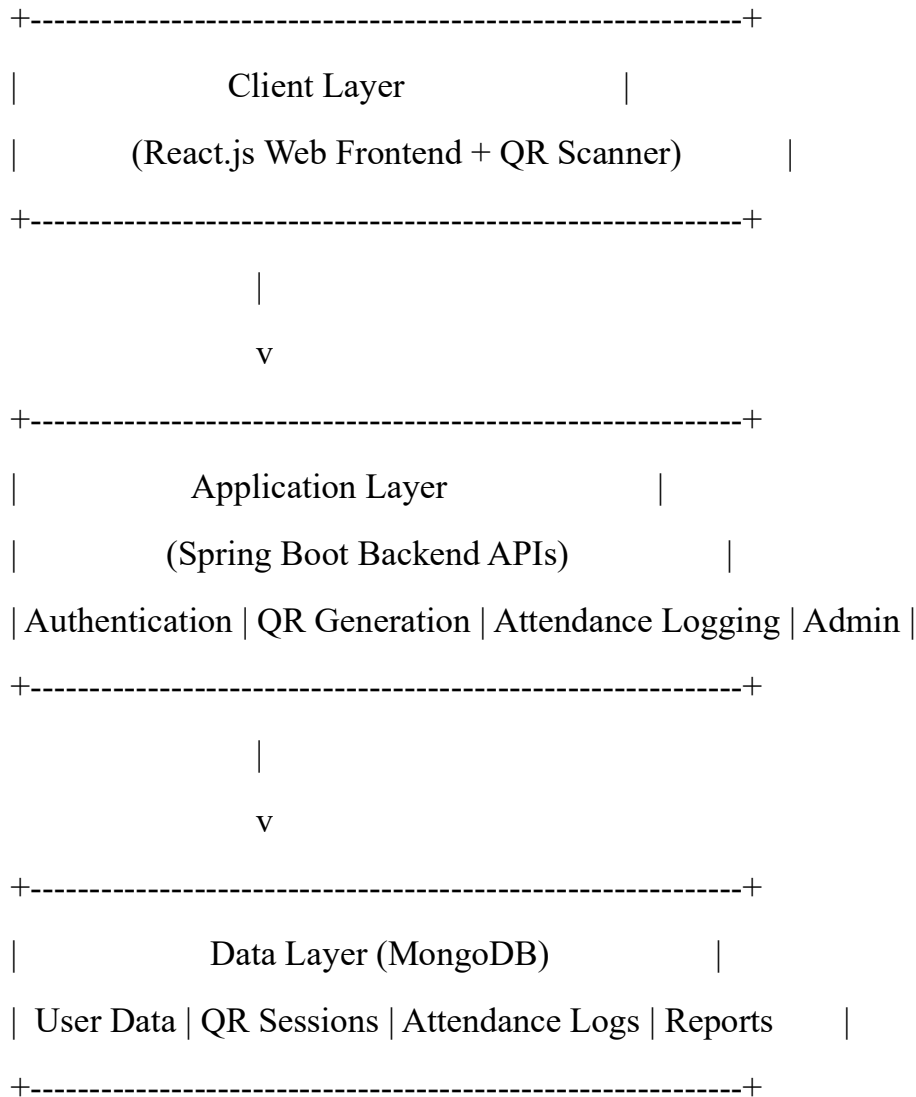 +-------------------------------------------------------------+
| Client Layer |
| (React.js Web Frontend + QR Scanner) |
+-------------------------------------------------------------+
|
v
+-------------------------------------------------------------+
| Application Layer |
| (Spring Boot Backend APIs) |
| Authentication | QR Generation | Attendance Logging | Admin |
+-------------------------------------------------------------+
|
v
+-------------------------------------------------------------+
| Data Layer (MongoDB) |
| User Data | QR Sessions | Attendance Logs | Reports |
+-------------------------------------------------------------+